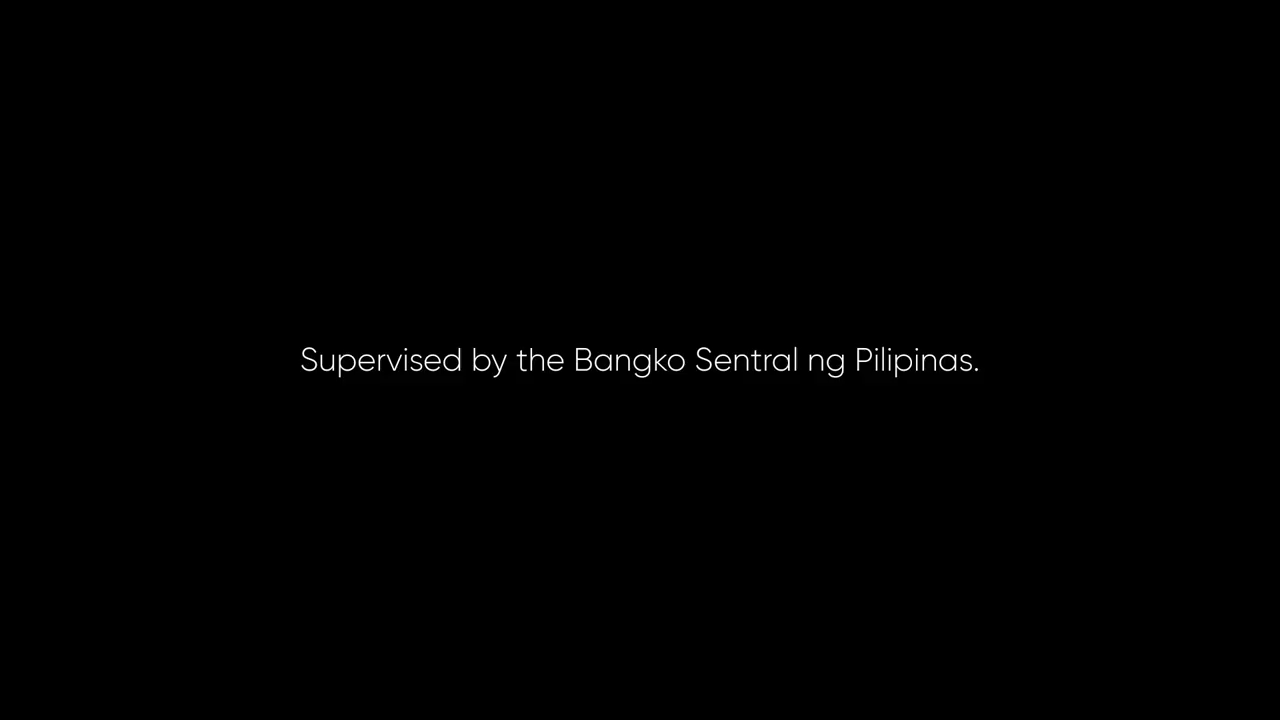 Supervised by the Bangko Sentral ng Pilipinas.